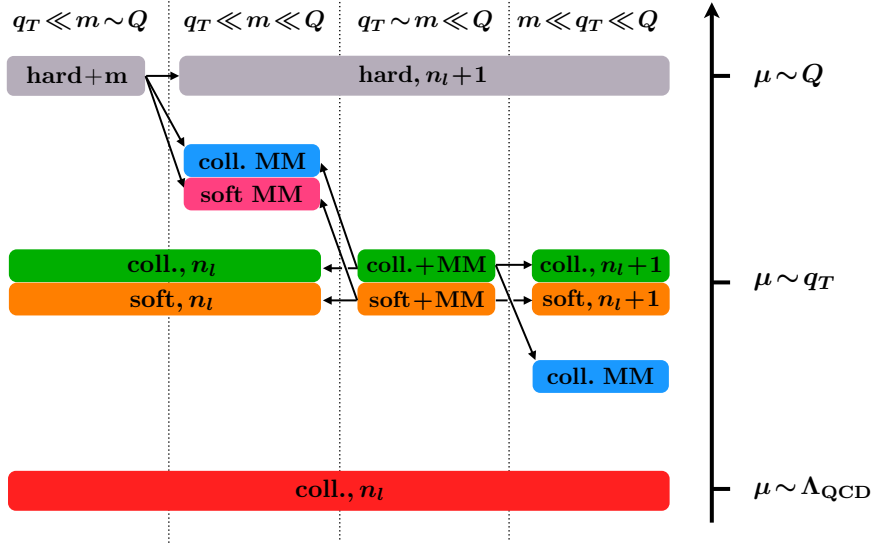 q_T ≪ m ∼ Q q_T ≪ m ≪ Q q_T ∼ m ≪ Q m ≪ q_T ≪ Q
hard+m hard, n_l+1 μ∼Q
coll. MM
soft MM
coll., n_l coll.+MM coll., n_l+1
μ∼q_T
soft, n_l soft+MM soft, n_l+1
coll. MM
coll., n_l μ∼Λ_QCD